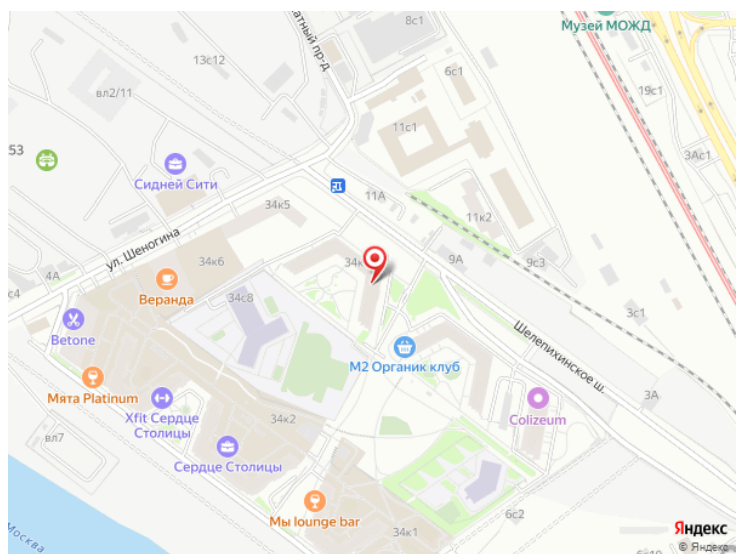 Музей МОЖД
8с1
13с12
6с1
вл2/11
19с1
11с1
3Ас1
53
Сидней Сити
11А
34к5
11к2
ул. Шеногина
34к6
9А
9с3
4А
с4
Веранда
34с8
3с1
Шелепихинское ш.
Betone
М2 Органик клуб
3А
Мята Platinum
Xfit Сердце
Столицы
34к2
Colizeum
вл7
Сердце Столицы
6с2
Мы lounge bar
34к1
Москва
Яндекс
© Яндекс